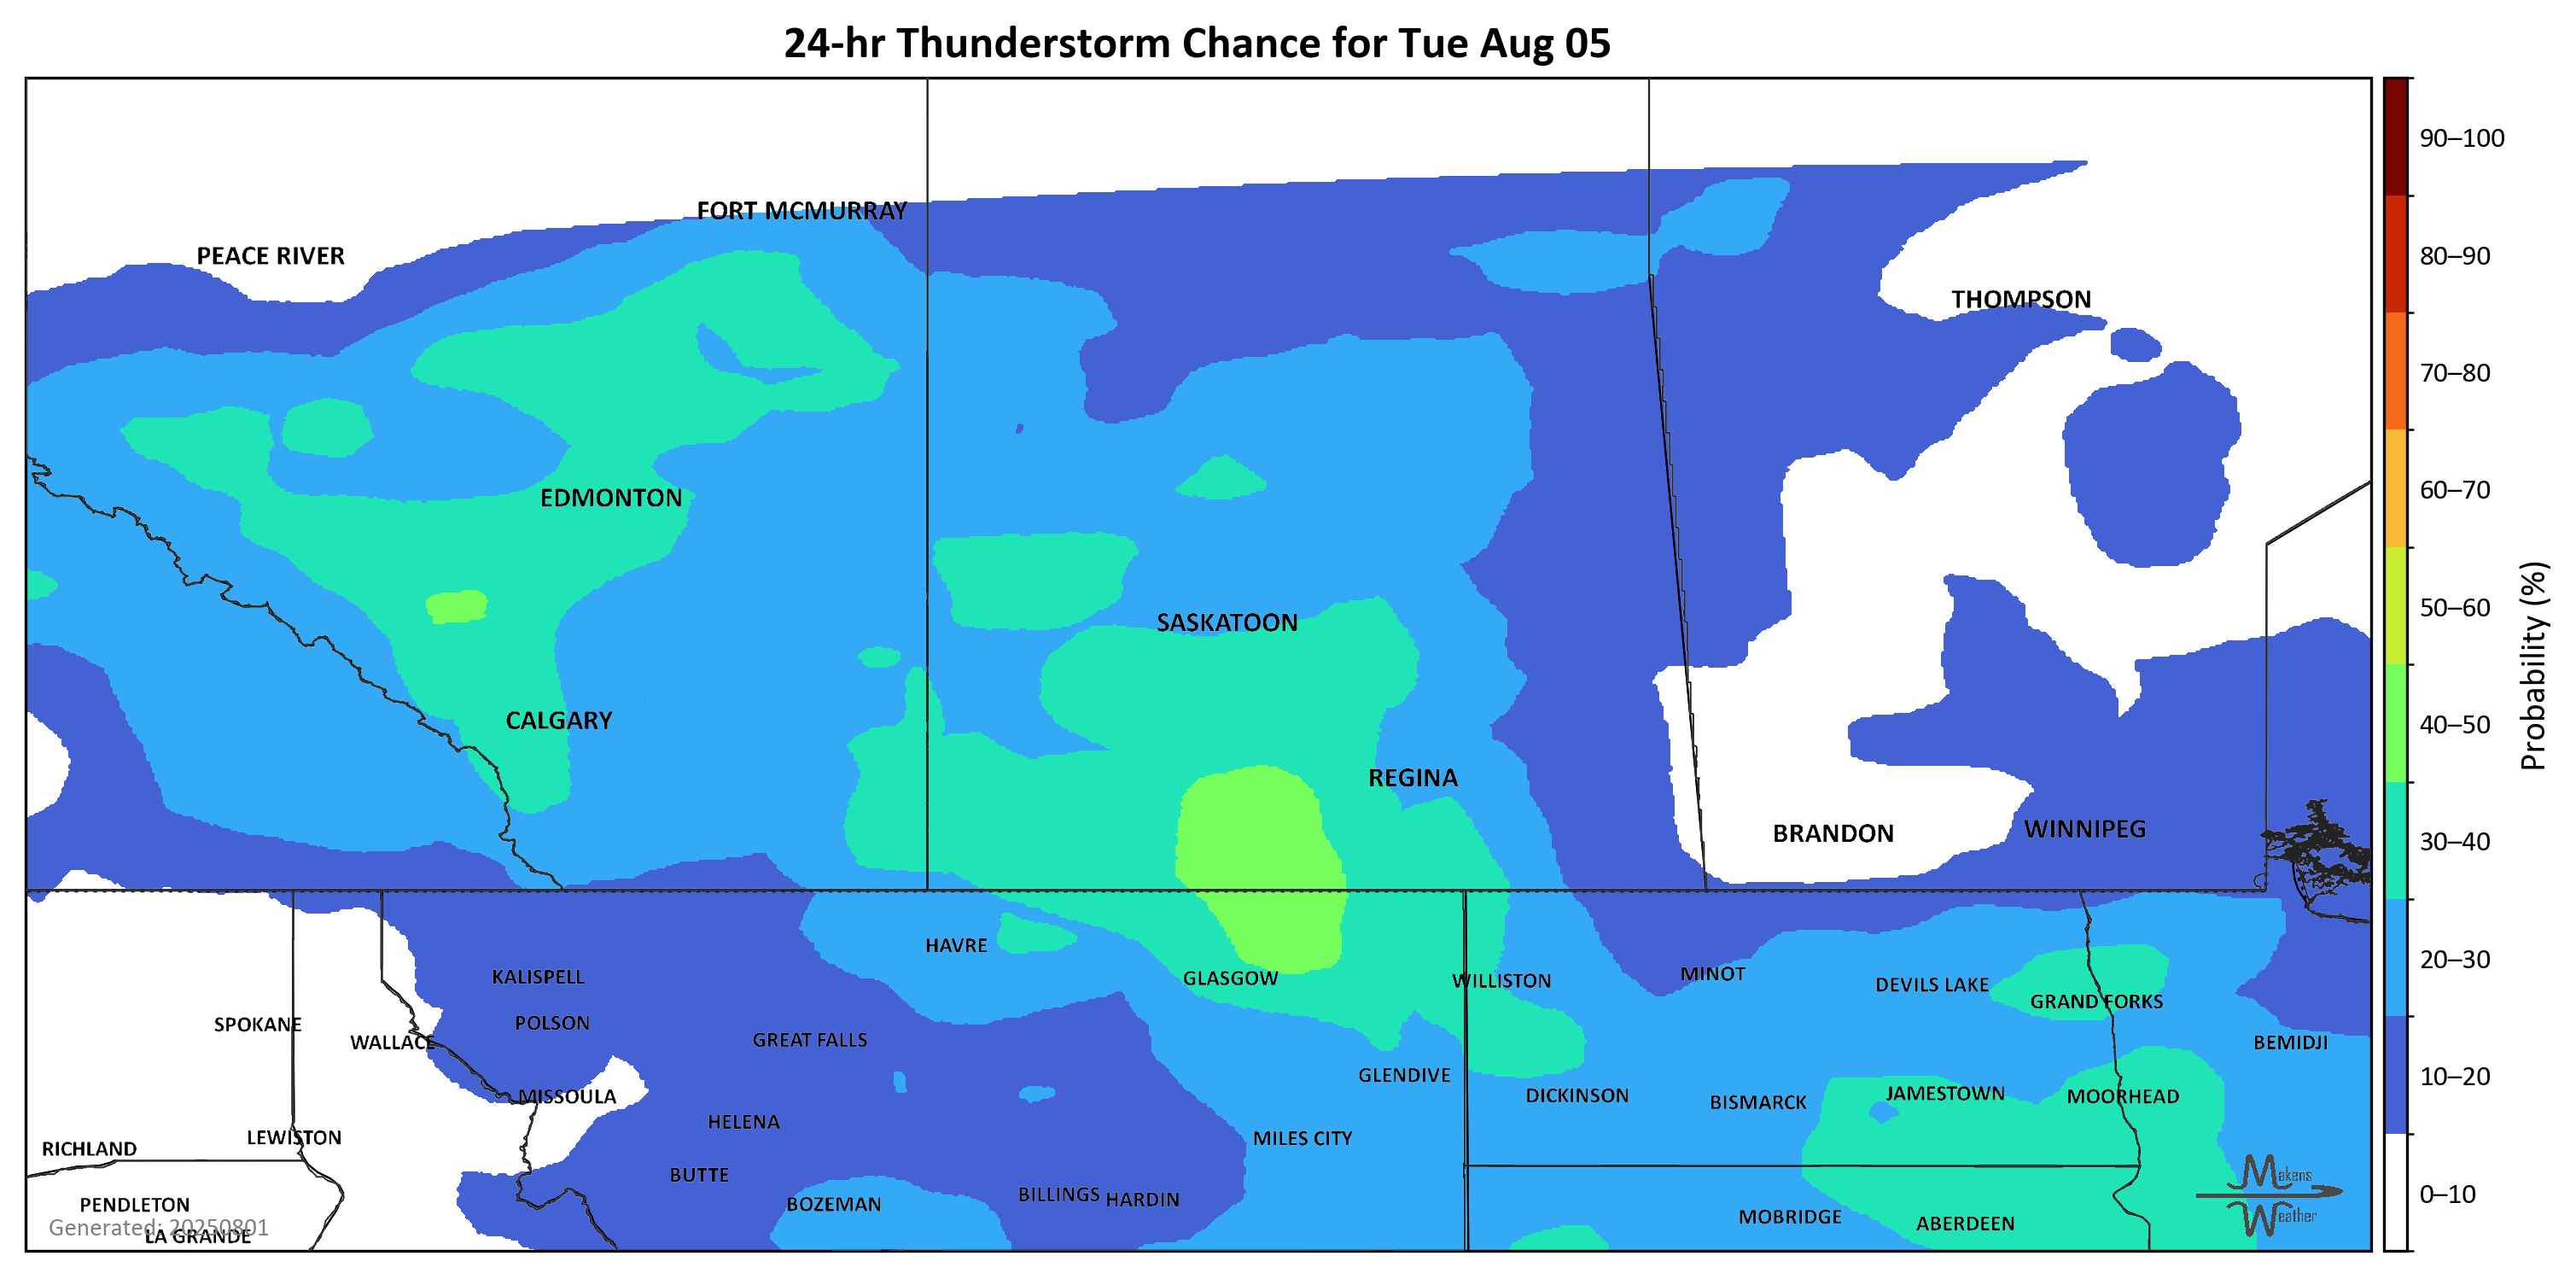 24-hr Thunderstorm Chance for Tue Aug 05
FORT MCMURRAY
PEACE RIVER
THOMPSON
EDMONTON
SASKATOON
CALGARY
REGINA
BRANDON
WINNIPEG
HAVRE
KALISPELL
GLASGOW
WILLISTON
MINOT
DEVILS LAKE
GRAND FORKS
SPOKANE
POLSON
WALLACE
GREAT FALLS
BEMIDJI
GLENDIVE
MISSOULA
DICKINSON
BISMARCK
JAMESTOWN
MOORHEAD
HELENA
LEWISTON
MILES CITY
RICHLAND
BUTTE
BILLINGS
HARDIN
PENDLETON
BOZEMAN
MOBRIDGE
ABERDEEN
Generated: 20250801
LA GRANDE
Makens
Weather
90–100
80–90
70–80
60–70
50–60
40–50
30–40
20–30
10–20
0–10
Probability (%)